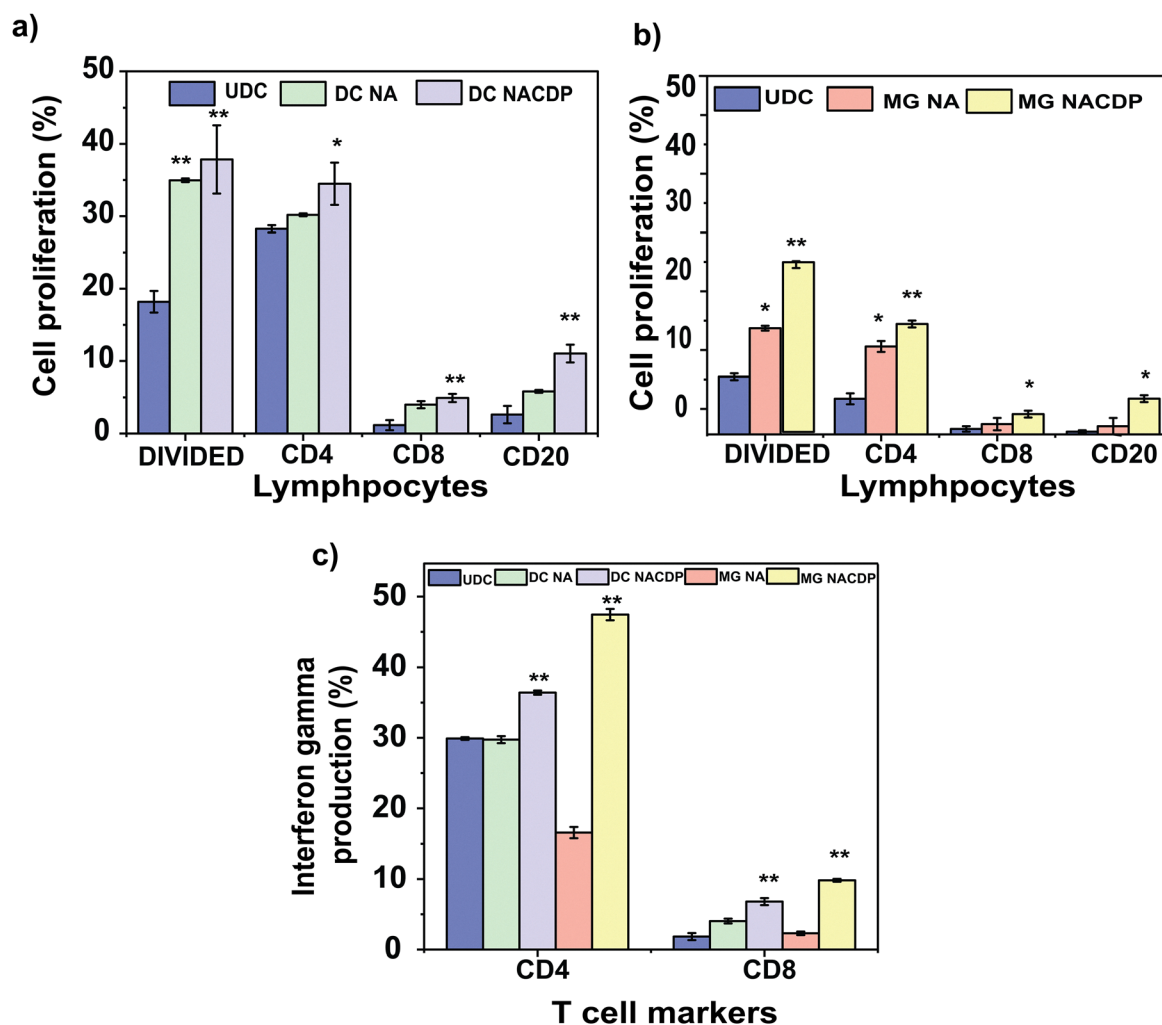 a)
UDC DC NA DC NACDP
Cell proliferation (%)
50
40
30
20
10
0
** ** * ** **
DIVIDED CD4 CD8 CD20
Lymphpocytes
b)
UDC MG NA MG NACDP
Cell proliferation (%)
50
40
30
20
10
0
* ** * ** * *
DIVIDED CD4 CD8 CD20
Lymphpocytes
c)
UDC DC NA DC NACDP MG NA MG NACDP
Interferon gamma
production (%)
50
40
30
20
10
0
** ** ** **
CD4 CD8
T cell markers